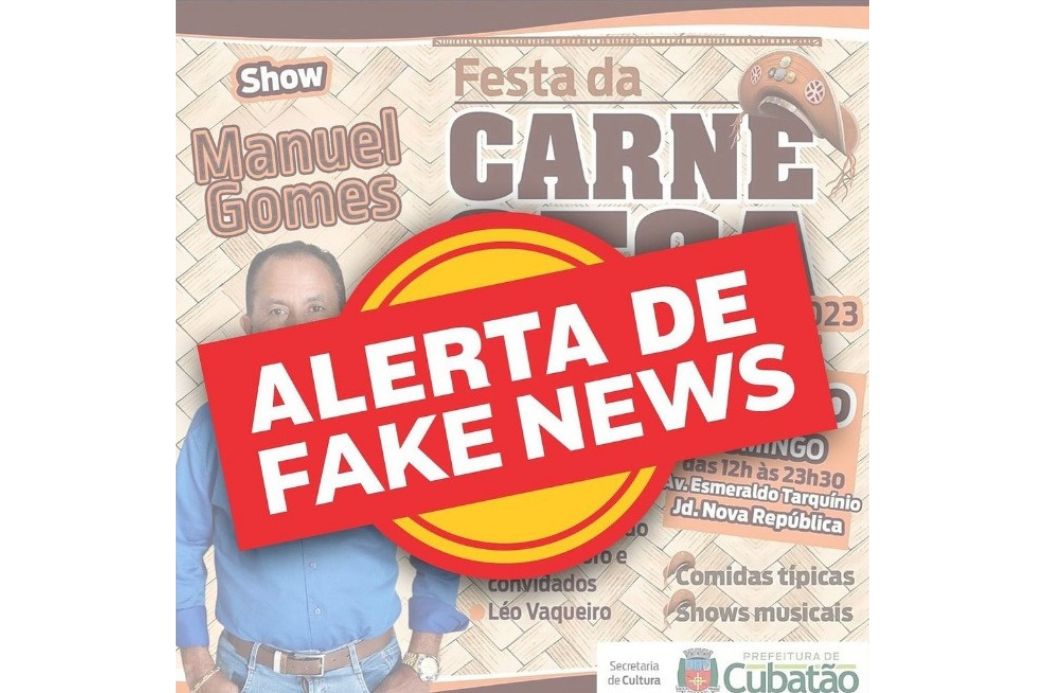 Show
Manuel
Gomes
Festa da
CARNE
2023
ALERTA DE
FAKE NEWS
das 12h às 23h30
Av. Esmeraldo Tarquínio
Jd. Nova República
e
convidados
Léo Vaqueiro
Comidas típicas
Shows musicais
Secretaria
de Cultura
PREFEITURA DE
Cubatão